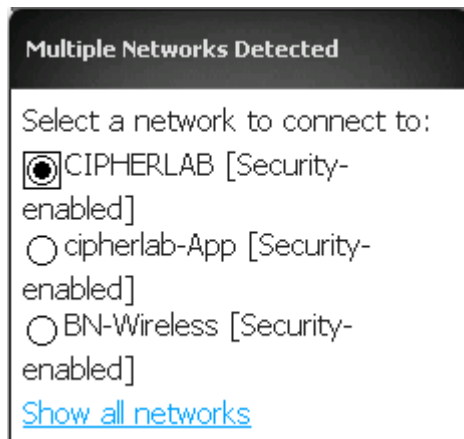 Multiple Networks Detected
Select a network to connect to:
CIPHERLAB [Security-
enabled]
cipherlab-App [Security-
enabled]
BN-Wireless [Security-
enabled]
Show all networks